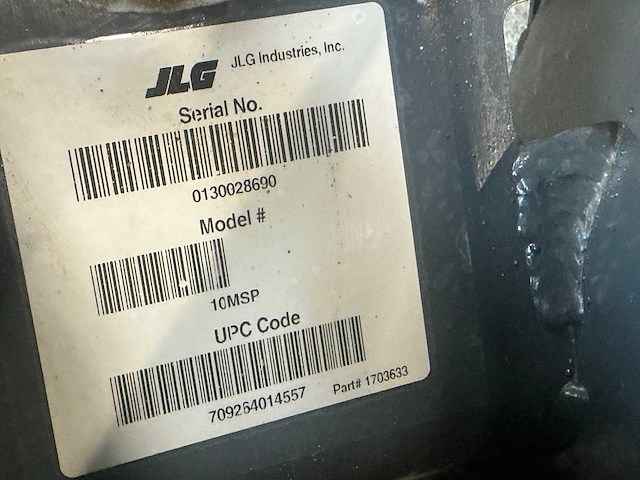 JLG JLG Industries, Inc.
Serial No.
0130028690
Model #
10MSP
UPC Code
709264014557 Part# 1703633